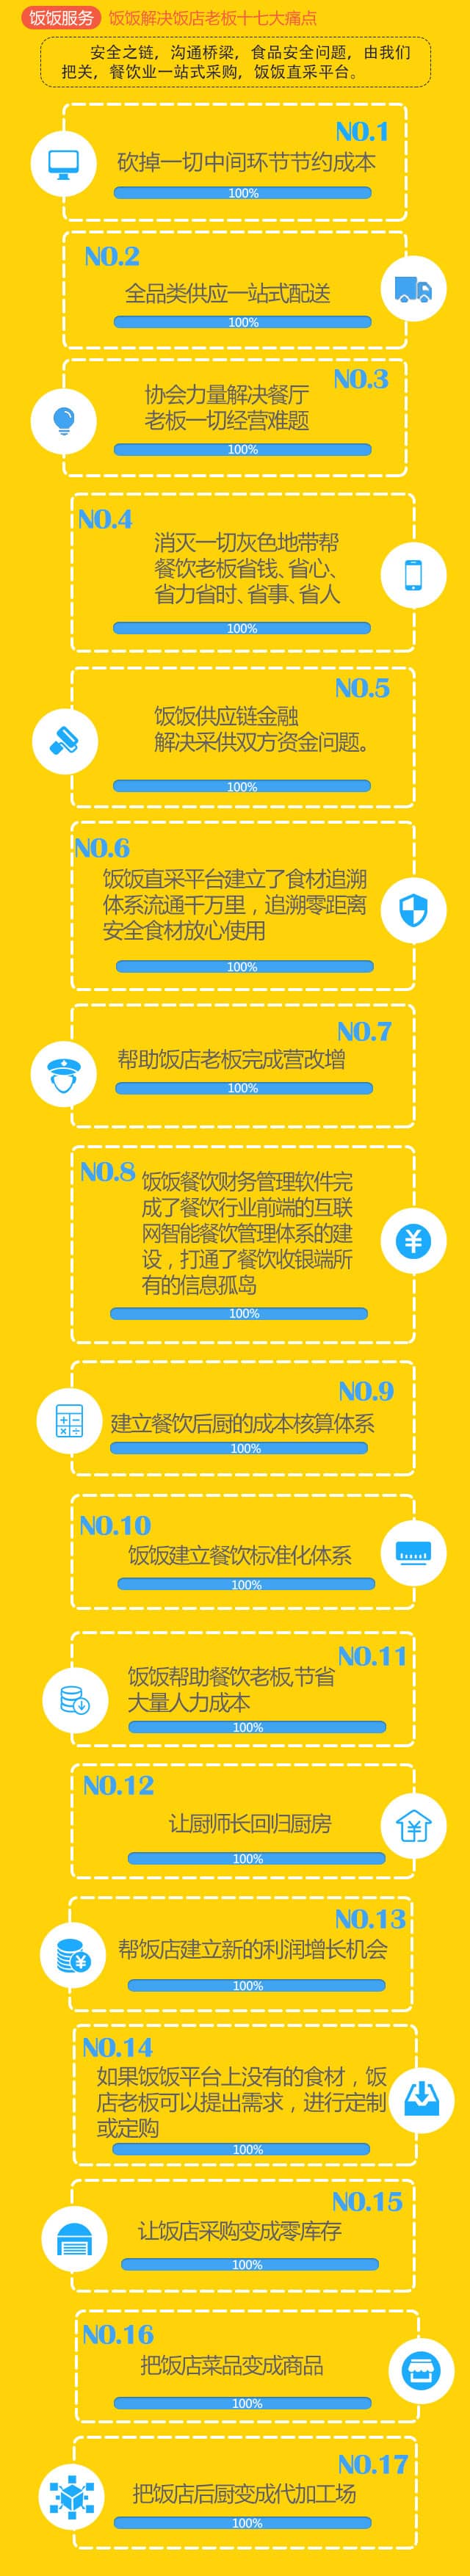 饭饭服务 饭饭解决饭店老板十七大痛点
安全之链，沟通桥梁，食品安全问题，由我们
把关，餐饮业一站式采购，饭饭直采平台。
NO.1
砍掉一切中间环节节约成本
100%
NO.2
全品类供应一站式配送
100%
NO.3
协会力量解决餐厅
老板一切经营难题
100%
NO.4
消灭一切灰色地带帮
餐饮老板省钱、省心、
省力省时、省事、省人
100%
NO.5
饭饭供应链金融
解决采供双方资金问题。
100%
NO.6
饭饭直采平台建立了食材追溯
体系流通千万里，追溯零距离
安全食材放心使用
100%
NO.7
帮助饭店老板完成营改增
100%
NO.8
饭饭餐饮财务管理软件完
成了餐饮行业前端的互联
网智能餐饮管理体系的建
设，打通了餐饮收银端所
有的信息孤岛
100%
NO.9
建立餐饮后厨的成本核算体系
100%
NO.10
饭饭建立餐饮标准化体系
100%
NO.11
饭饭帮助餐饮老板,节省
大量人力成本
100%
NO.12
让厨师长回归厨房
100%
NO.13
帮饭店建立新的利润增长机会
100%
NO.14
如果饭饭平台上没有的食材，饭
店老板可以提出需求，进行定制
或定购
100%
NO.15
让饭店采购变成零库存
100%
NO.16
把饭店菜品变成商品
100%
NO.17
把饭店后厨变成代加工场
100%